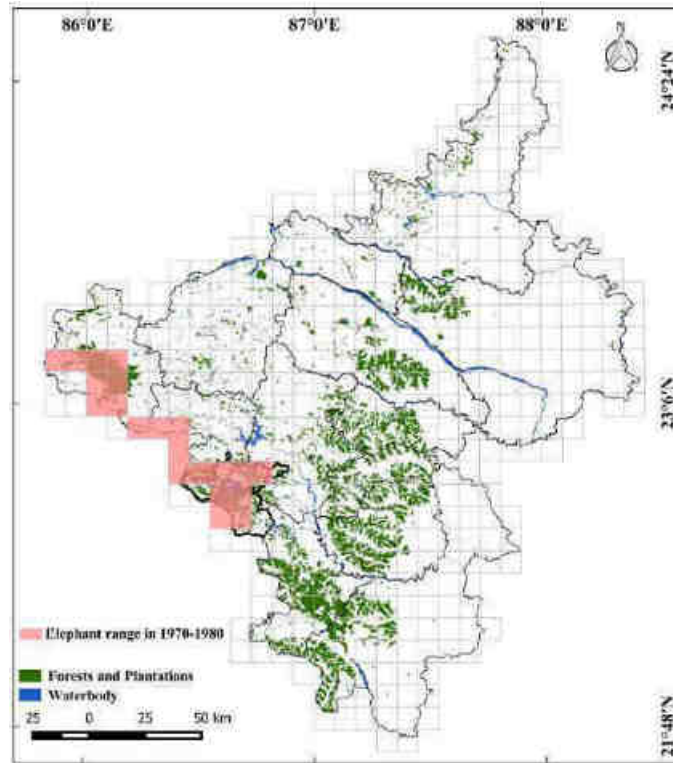 86°0'E 87°0'E 88°0'E
24°24'N
23°6'N
21°48'N
Elephant range in 1970-1980
Forests and Plantations
Waterbody
25 0 25 50 km